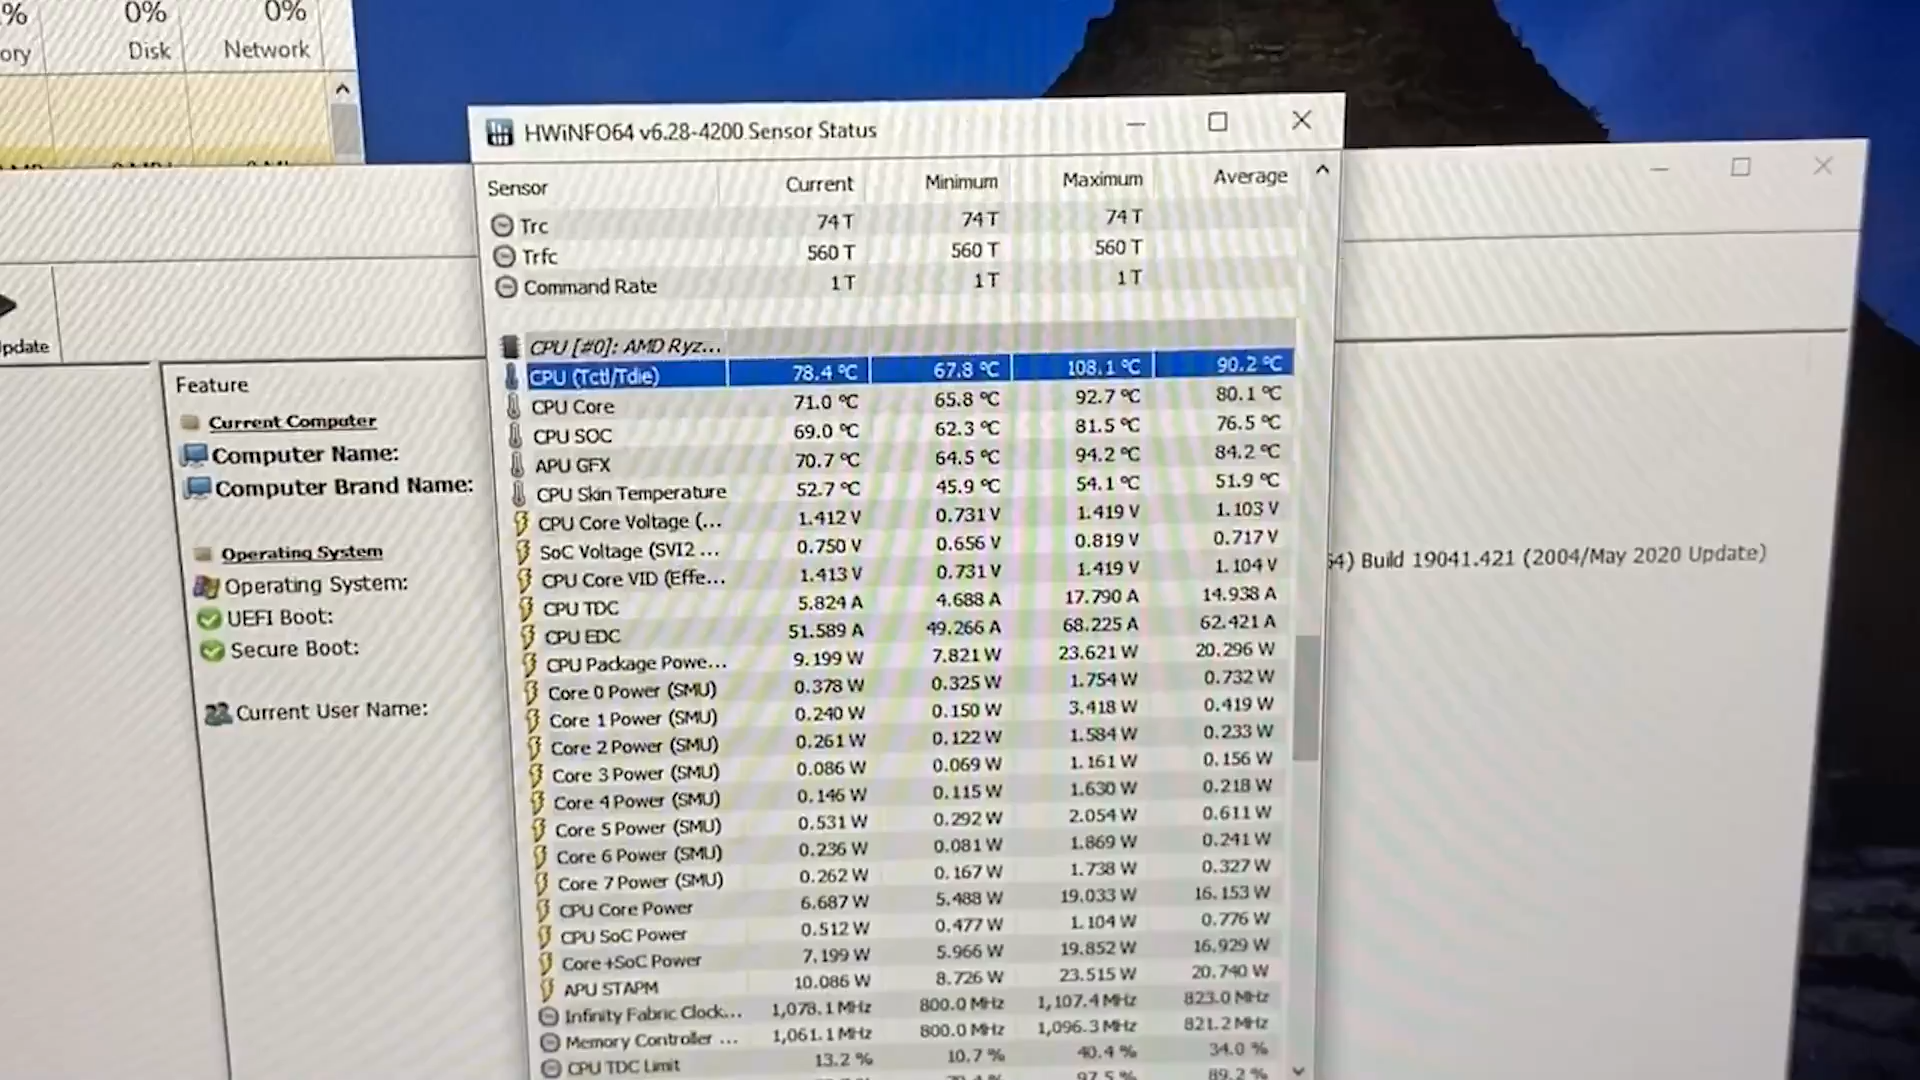 % 0% 0%
ory Disk Network
HWiNFO64 v6.28-4200 Sensor Status
Sensor Current Minimum Maximum Average
Trc 74 T 74 T 74 T
Trfc 560 T 560 T 560 T
Command Rate 1 T 1 T 1 T
CPU [#0]: AMD Ryz...
CPU (Tctl/Tdie) 78.4 °C 67.8 °C 108.1 °C 90.2 °C
CPU Core 71.0 °C 65.8 °C 92.7 °C 80.1 °C
CPU SOC 69.0 °C 62.3 °C 81.5 °C 76.5 °C
APU GFX 70.7 °C 64.5 °C 94.2 °C 84.2 °C
CPU Skin Temperature 52.7 °C 45.9 °C 54.1 °C 51.9 °C
CPU Core Voltage (... 1.412 V 0.731 V 1.419 V 1.103 V
SoC Voltage (SVI2 ... 0.750 V 0.656 V 0.819 V 0.717 V
CPU Core VID (Effe... 1.413 V 0.731 V 1.419 V 1.104 V
CPU TDC 5.824 A 4.688 A 17.790 A 14.938 A
CPU EDC 51.589 A 49.266 A 68.225 A 62.421 A
CPU Package Powe... 9.199 W 7.821 W 23.621 W 20.296 W
Core 0 Power (SMU) 0.378 W 0.325 W 1.754 W 0.732 W
Core 1 Power (SMU) 0.240 W 0.150 W 3.418 W 0.419 W
Core 2 Power (SMU) 0.261 W 0.122 W 1.584 W 0.233 W
Core 3 Power (SMU) 0.086 W 0.069 W 1.161 W 0.156 W
Core 4 Power (SMU) 0.146 W 0.115 W 1.630 W 0.218 W
Core 5 Power (SMU) 0.531 W 0.292 W 2.054 W 0.611 W
Core 6 Power (SMU) 0.236 W 0.081 W 1.869 W 0.241 W
Core 7 Power (SMU) 0.262 W 0.167 W 1.738 W 0.327 W
CPU Core Power 6.687 W 5.488 W 19.033 W 16.153 W
CPU SoC Power 0.512 W 0.477 W 1.104 W 0.776 W
Core+SoC Power 7.199 W 5.966 W 19.852 W 16.929 W
APU STAPM 10.086 W 8.726 W 23.515 W 20.740 W
Infinity Fabric Clock... 1,078.1 MHz 800.0 MHz 1,107.4 MHz 823.0 MHz
Memory Controller ... 1,061.1 MHz 800.0 MHz 1,096.3 MHz 821.2 MHz
CPU TDC Limit 13.2 % 10.7 % 40.4 % 34.0 %
97.5 % 89.2 %
pdate
Feature
Current Computer
Computer Name:
Computer Brand Name:
Operating System
Operating System:
UEFI Boot:
Secure Boot:
Current User Name:
64) Build 19041.421 (2004/May 2020 Update)